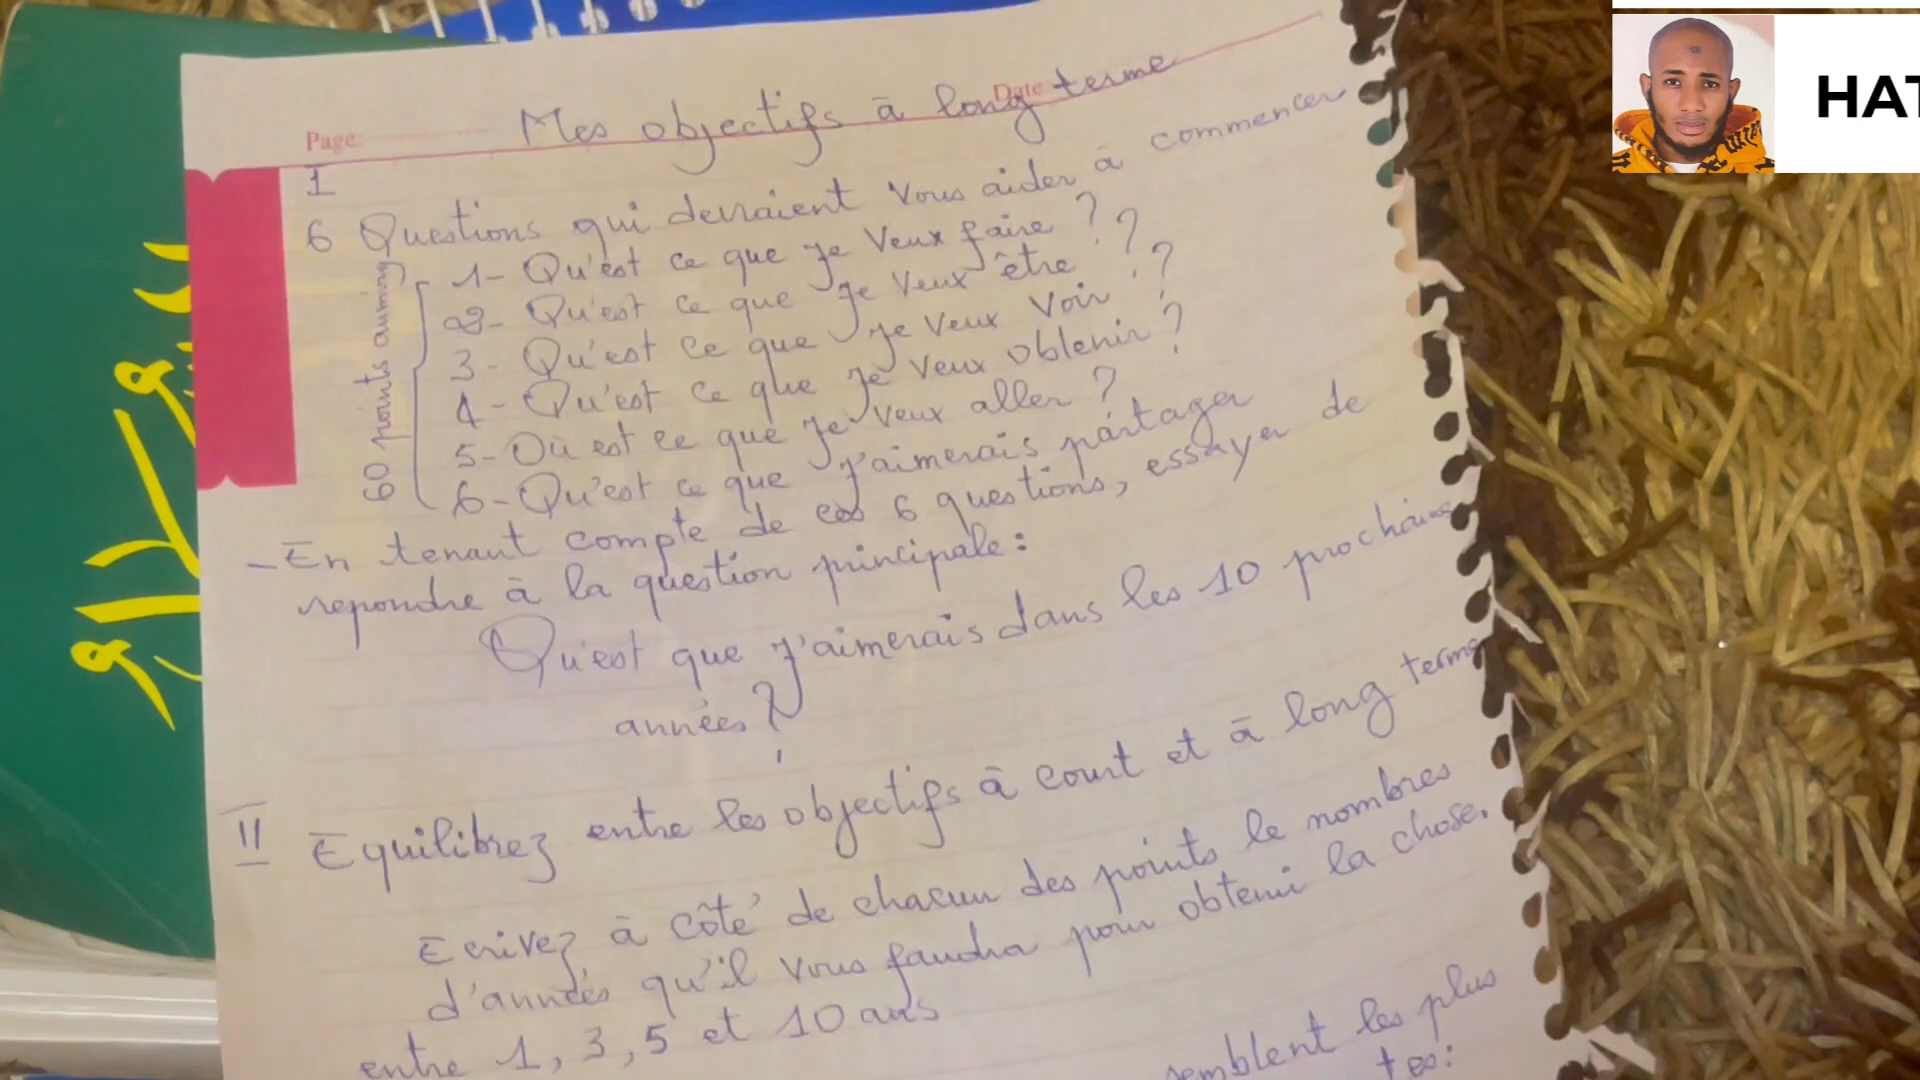 HAT
Page:
Date:
Mes objectifs à long terme
I
6 Questions qui devraient vous aider à commencer
60 points au min
1- Qu'est ce que je veux faire ?
2- Qu'est ce que je veux être ?
3- Qu'est ce que je veux voir ?
4- Qu'est ce que je veux obtenir ?
5- Où est ce que je veux aller ?
6- Qu'est ce que j'aimerais partager
- En tenant compte de ces 6 questions, essayer de
repondre à la question principale :
Qu'est que j'aimerais dans les 10 prochaines
années ?
II Equilibrez entre les objectifs à court et à long terme
Ecrivez à côté de chacun des points le nombres
d'années qu'il vous faudra pour obtenir la chose.
entre 1, 3, 5 et 10 ans
semblent les plus